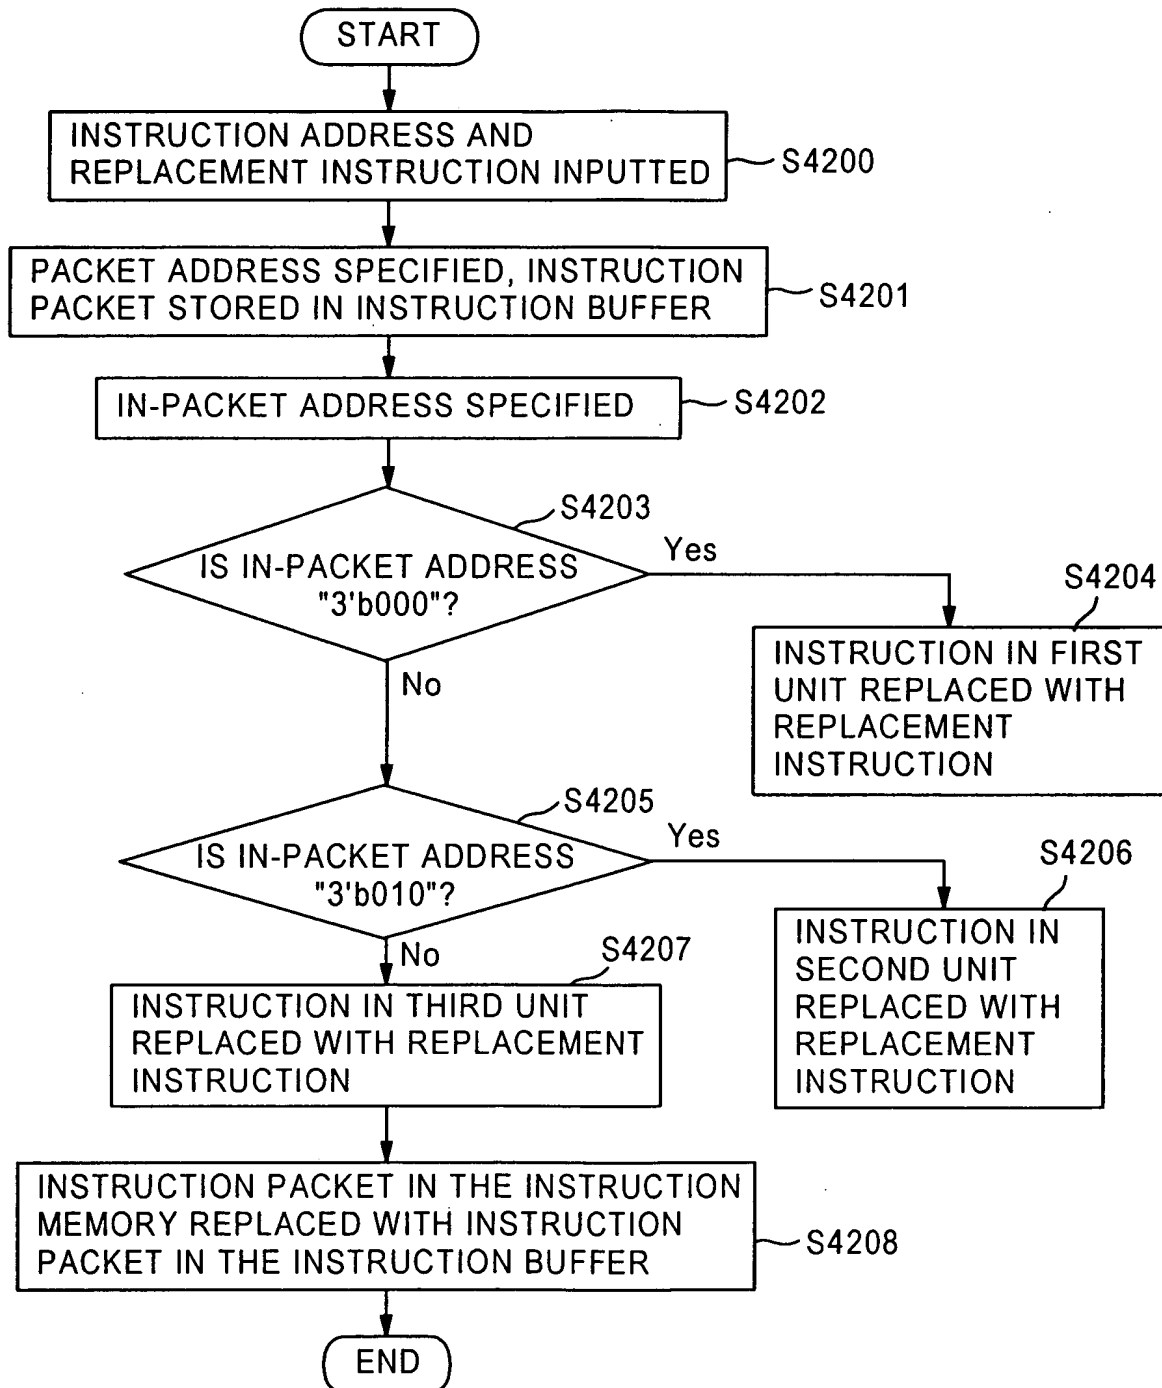 START
INSTRUCTION ADDRESS AND
REPLACEMENT INSTRUCTION INPUTTED
S4200
PACKET ADDRESS SPECIFIED, INSTRUCTION
PACKET STORED IN INSTRUCTION BUFFER
S4201
IN-PACKET ADDRESS SPECIFIED
S4202
S4203
IS IN-PACKET ADDRESS
"3'b000"?
Yes
No
S4204
INSTRUCTION IN FIRST
UNIT REPLACED WITH
REPLACEMENT
INSTRUCTION
S4205
IS IN-PACKET ADDRESS
"3'b010"?
Yes
No
S4206
INSTRUCTION IN
SECOND UNIT
REPLACED WITH
REPLACEMENT
INSTRUCTION
S4207
INSTRUCTION IN THIRD UNIT
REPLACED WITH REPLACEMENT
INSTRUCTION
INSTRUCTION PACKET IN THE INSTRUCTION
MEMORY REPLACED WITH INSTRUCTION
PACKET IN THE INSTRUCTION BUFFER
S4208
END